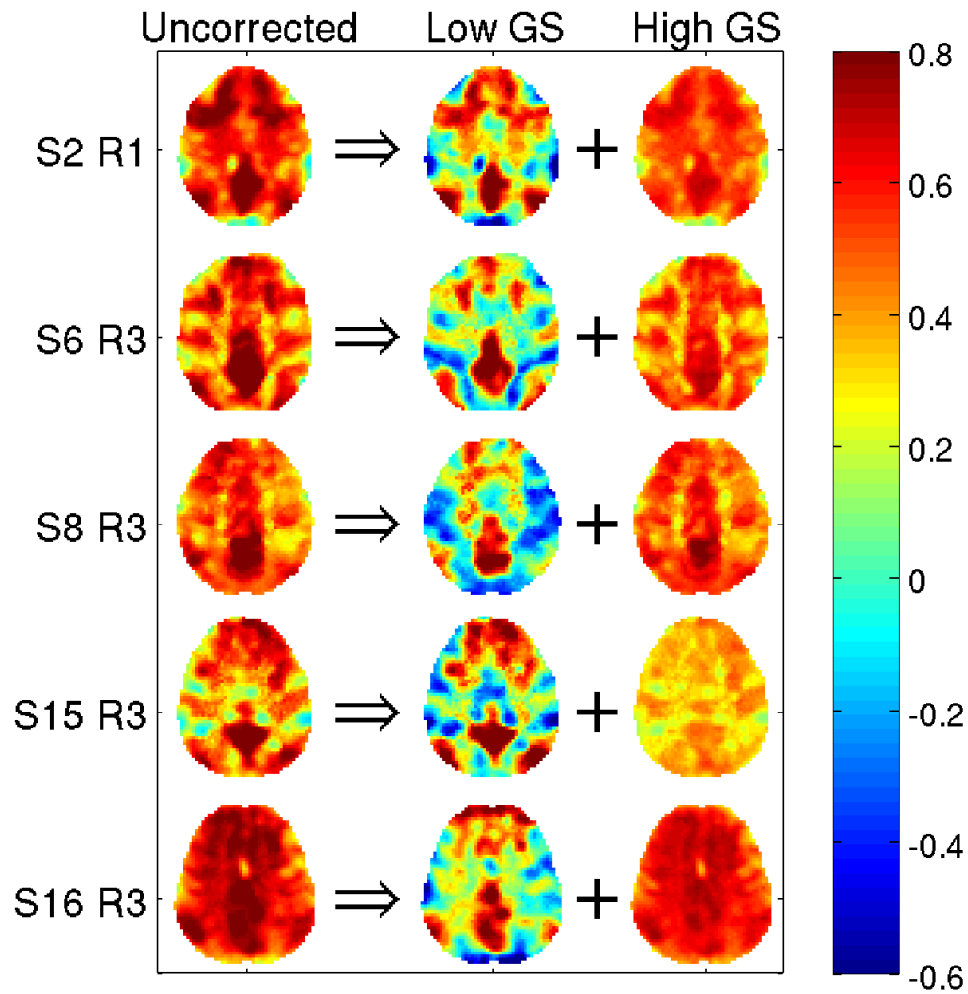 Uncorrected Low GS High GS
S2 R1 ⇒ +
S6 R3 ⇒ +
S8 R3 ⇒ +
S15 R3 ⇒ +
S16 R3 ⇒ +
0.8
0.6
0.4
0.2
0
-0.2
-0.4
-0.6